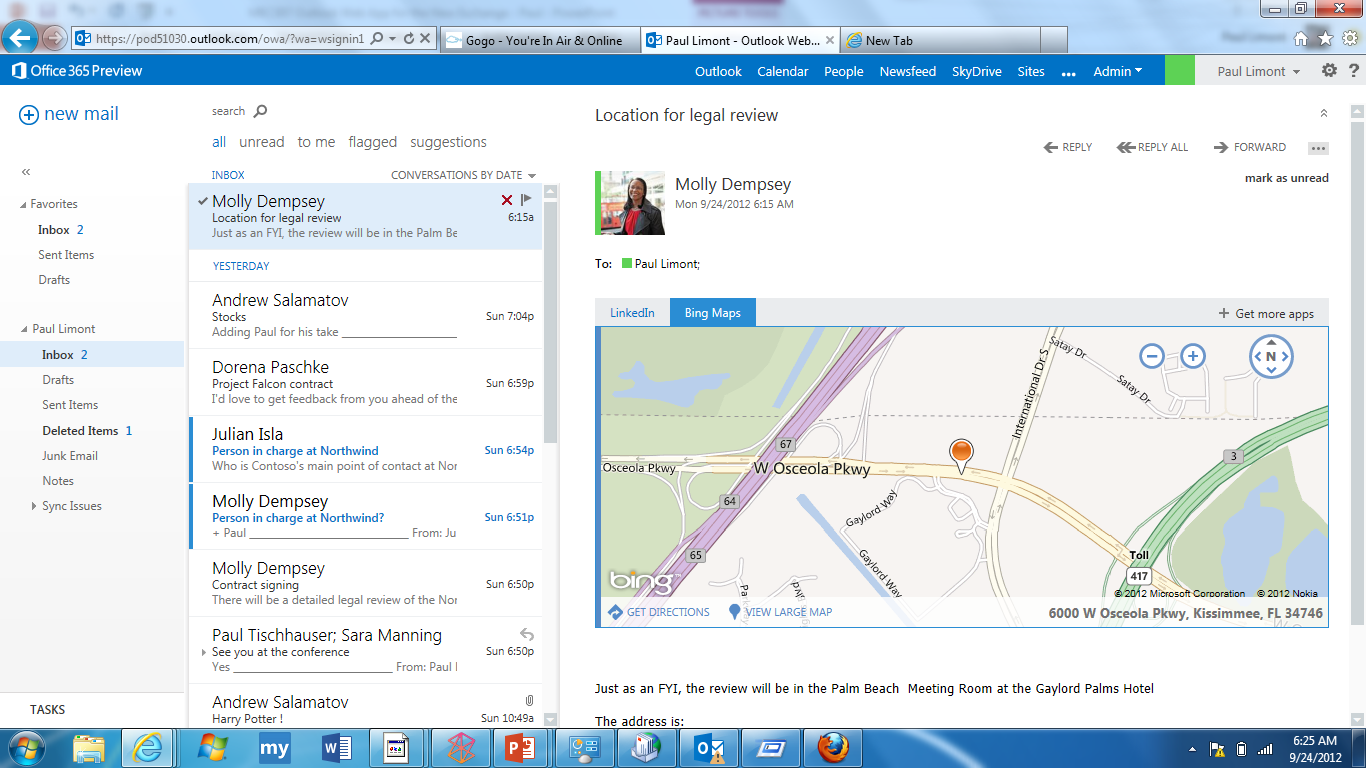 https://pod51030.outlook.com/owa/?wa=wsignin1
Gogo - You're In Air & Online
Paul Limont - Outlook Web...
New Tab
Office 365 Preview
Outlook
Calendar
People
Newsfeed
SkyDrive
Sites
Admin
Paul Limont
?
new mail
Favorites
Inbox 2
Sent Items
Drafts
Paul Limont
Inbox 2
Drafts
Sent Items
Deleted Items 1
Junk Email
Notes
Sync Issues
TASKS
search
all unread to me flagged suggestions
INBOX CONVERSATIONS BY DATE
Molly Dempsey
Location for legal review 6:15a
Just as an FYI, the review will be in the Palm Be
YESTERDAY
Andrew Salamatov
Stocks Sun 7:04p
Adding Paul for his take
Dorena Paschke
Project Falcon contract Sun 6:59p
I'd love to get feedback from you ahead of the
Julian Isla
Person in charge at Northwind Sun 6:54p
Who is Contoso's main point of contact at Nor
Molly Dempsey
Person in charge at Northwind? Sun 6:51p
+ Paul ______________________ From: Ju
Molly Dempsey
Contract signing Sun 6:50p
There will be a detailed legal review of the Nor
Paul Tischhauser; Sara Manning
See you at the conference Sun 6:50p
Yes ______________________ From: Paul
Andrew Salamatov
Harry Potter ! Sun 10:49a
Location for legal review
REPLY REPLY ALL FORWARD
mark as unread
Molly Dempsey
Mon 9/24/2012 6:15 AM
To: Paul Limont;
LinkedIn Bing Maps + Get more apps
Satay Dr
Satay Dr
International Dr S
N
67
Osceola Pkwy
W Osceola Pkwy
3
64
Gaylord Way
Gaylord Way
65
Toll
417
bing
© 2012 Microsoft Corporation © 2012 Nokia
GET DIRECTIONS VIEW LARGE MAP
6000 W Osceola Pkwy, Kissimmee, FL 34746
Just as an FYI, the review will be in the Palm Beach Meeting Room at the Gaylord Palms Hotel
The address is:
my
6:25 AM
9/24/2012